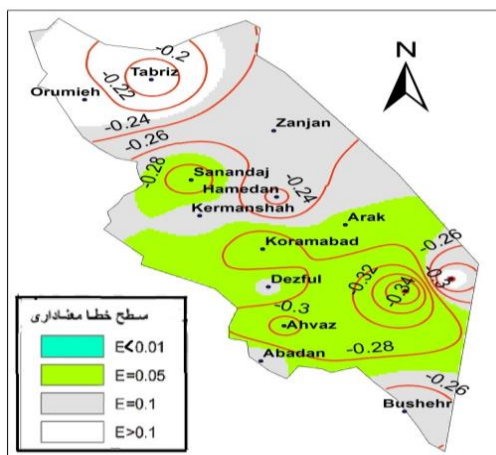 N
-0.2
Tabriz
-0.22
Orumieh
-0.24
Zanjan
-0.26
-0.28
Sanandaj
Hamedan
-0.24
Kermanshah
Arak
-0.26
Koramabad
-0.32
-0.3
Dezful
-0.34
-0.3
Ahvaz
-0.28
Abadan
-0.26
Bushehr
سطح خطا معناداری
E<0.01
E=0.05
E=0.1
E>0.1